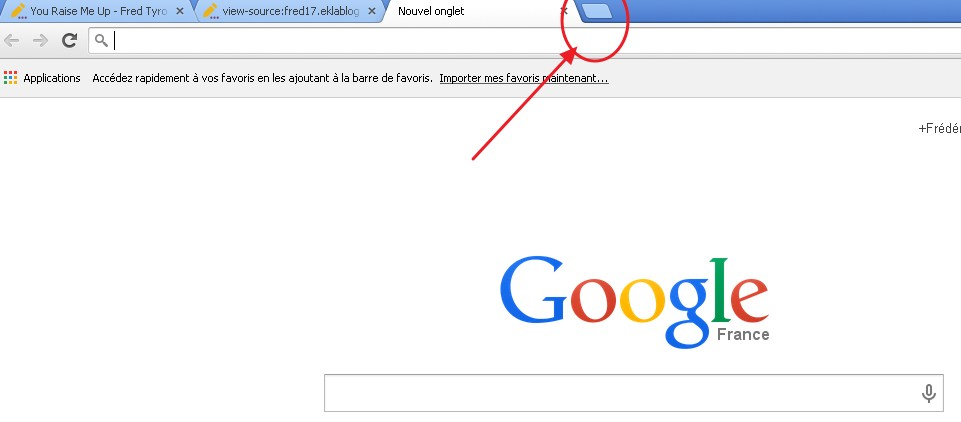 You Raise Me Up - Fred Tyro
view-source:fred17.eklablog
Nouvel onglet
Applications Accédez rapidement à vos favoris en les ajoutant à la barre de favoris. Importer mes favoris maintenant...
+Frédér
Google
France